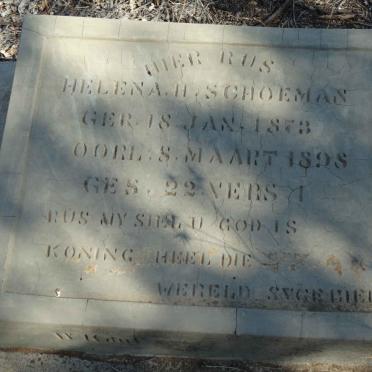 HIER RUS
HELENA. H. SCHOEMAN
GEB. 18 JAN. 1873
OORL. 8. MAART. 1898
GES. 22 VERS 1
RUS MY SIEL U GOD IS
KONING HEEL DIE
WERELD